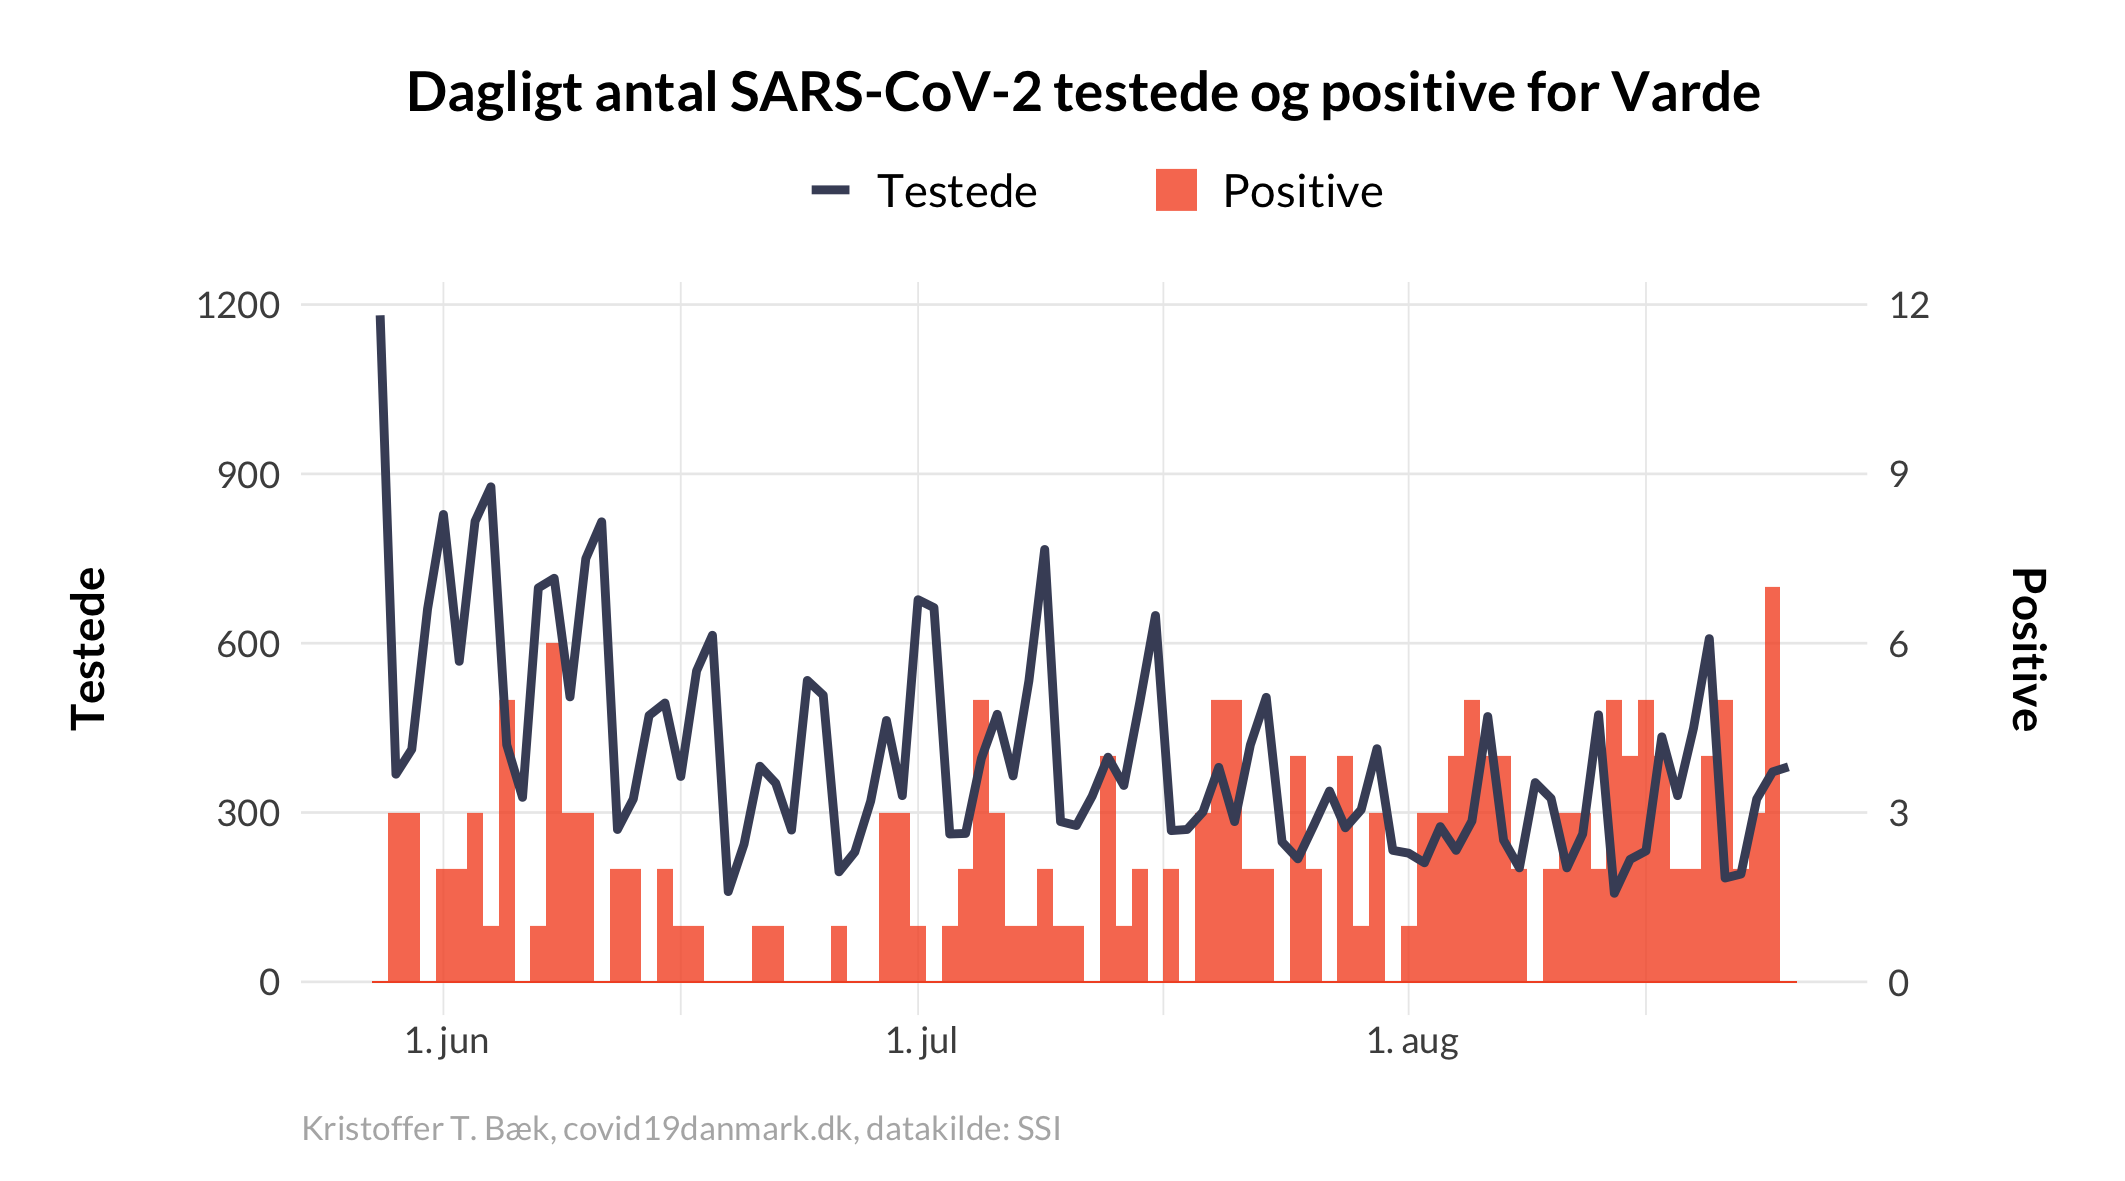 Dagligt antal SARS-CoV-2 testede og positive for Varde
Testede Positive
1200 12
900 9
600 6
300 3
0 0
Testede
Positive
1. jun 1. jul 1. aug
Kristoffer T. Bæk, covid19danmark.dk, datakilde: SSI